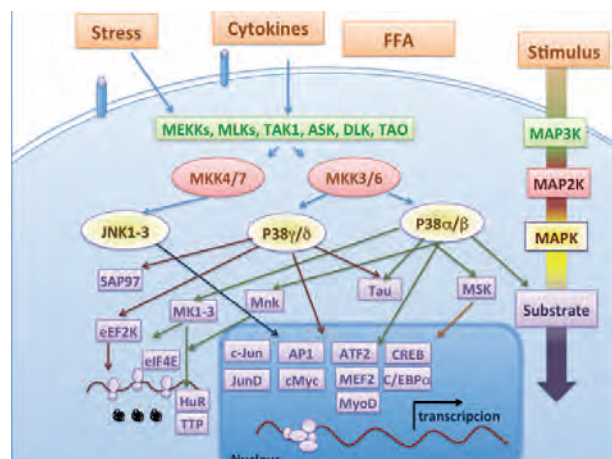 Stress
Cytokines
FFA
Stimulus
MEKKs, MLKs, TAK1, ASK, DLK, TAO
MAP3K
MKK4/7
MKK3/6
MAP2K
JNK1-3
P38γ/δ
P38α/β
MAPK
SAP97
MK1-3
Mnk
Tau
MSK
Substrate
eEF2K
eIF4E
c-Jun
AP1
ATF2
CREB
JunD
cMyc
MEF2
C/EBPα
HuR
MyoD
TTP
transcripcion
Nucleus